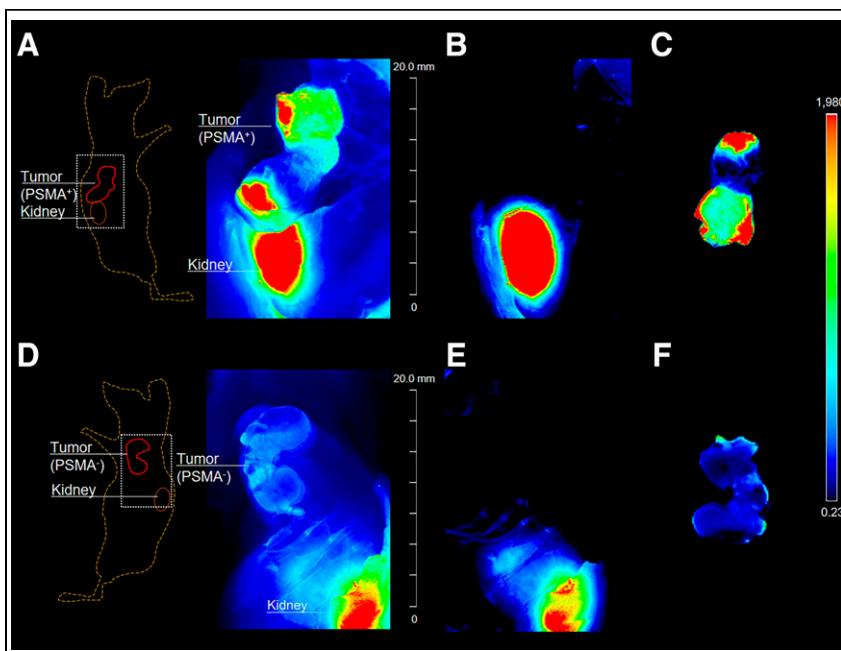 A
B
C
20.0 mm
1,980
Tumor
(PSMA⁺)
Tumor
(PSMA⁺)
Kidney
Kidney
0
D
E
F
20.0 mm
Tumor
(PSMA⁻)
Tumor
(PSMA⁻)
Kidney
0.23
Kidney
0